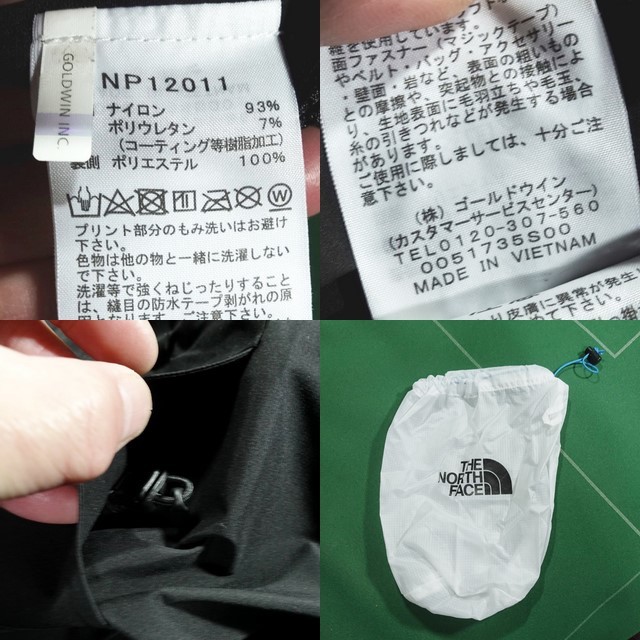 GOLDWIN INC.
NP12011
ナイロン 93%
ポリウレタン 7%
(コーティング等樹脂加工)
裏側 ポリエステル 100%
プリント部分のもみ洗いはお避け
下さい。
色物は他の物と一緒に洗濯しない
で下さい。
洗濯等で強くねじったりすること
は、縫目の防水テープ剥がれの原
維を使用しています。
面ファスナー(マジックテープ)
やベルト・バッグ・アクセサリー
・壁面・岩など、表面の粗いもの
との摩擦や、突起物との接触によ
り、生地表面に毛羽立ちや毛玉、
糸の引きつれなどが発生する場合
があります。
ご使用に際しましては、十分ご注
意下さい。
(株)ゴールドウイン
(カスタマーサービスセンター)
TEL0120-307-560
0051735S00
MADE IN VIETNAM
り皮膚に異常が発生
THE
NORTH
FACE